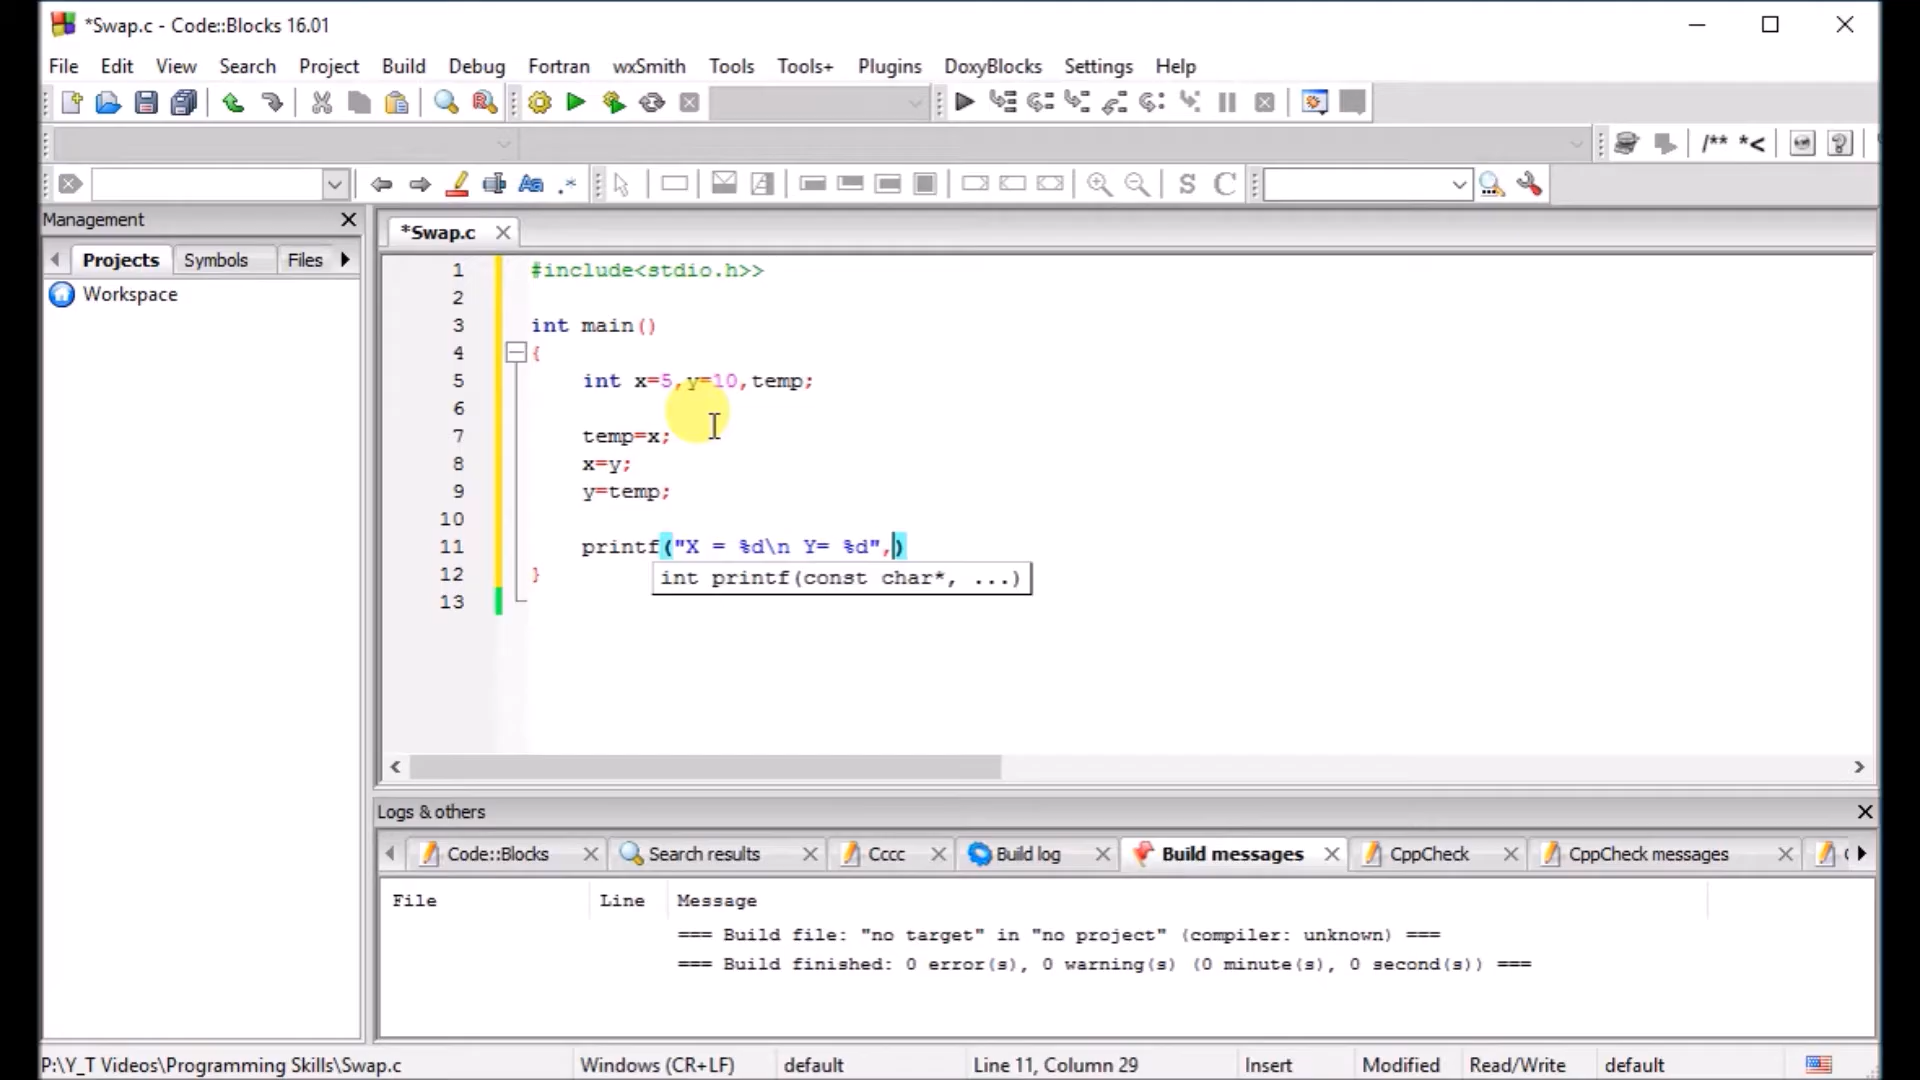 *Swap.c - Code::Blocks 16.01
File Edit View Search Project Build Debug Fortran wxSmith Tools Tools+ Plugins DoxyBlocks Settings Help
/** *<
Aa .* S C
Management
Projects Symbols Files
Workspace
*Swap.c
1 #include<stdio.h>>
2
3 int main()
4 {
5 int x=5,y=10,temp;
6
7 temp=x;
8 x=y;
9 y=temp;
10
11 printf("X = %d\n Y= %d",)
int printf(const char*, ...)
12 }
13
Logs & others
Code::Blocks Search results Cccc Build log Build messages CppCheck CppCheck messages
File Line Message
=== Build file: "no target" in "no project" (compiler: unknown) ===
=== Build finished: 0 error(s), 0 warning(s) (0 minute(s), 0 second(s)) ===
P:\Y_T Videos\Programming Skills\Swap.c Windows (CR+LF) default Line 11, Column 29 Insert Modified Read/Write default